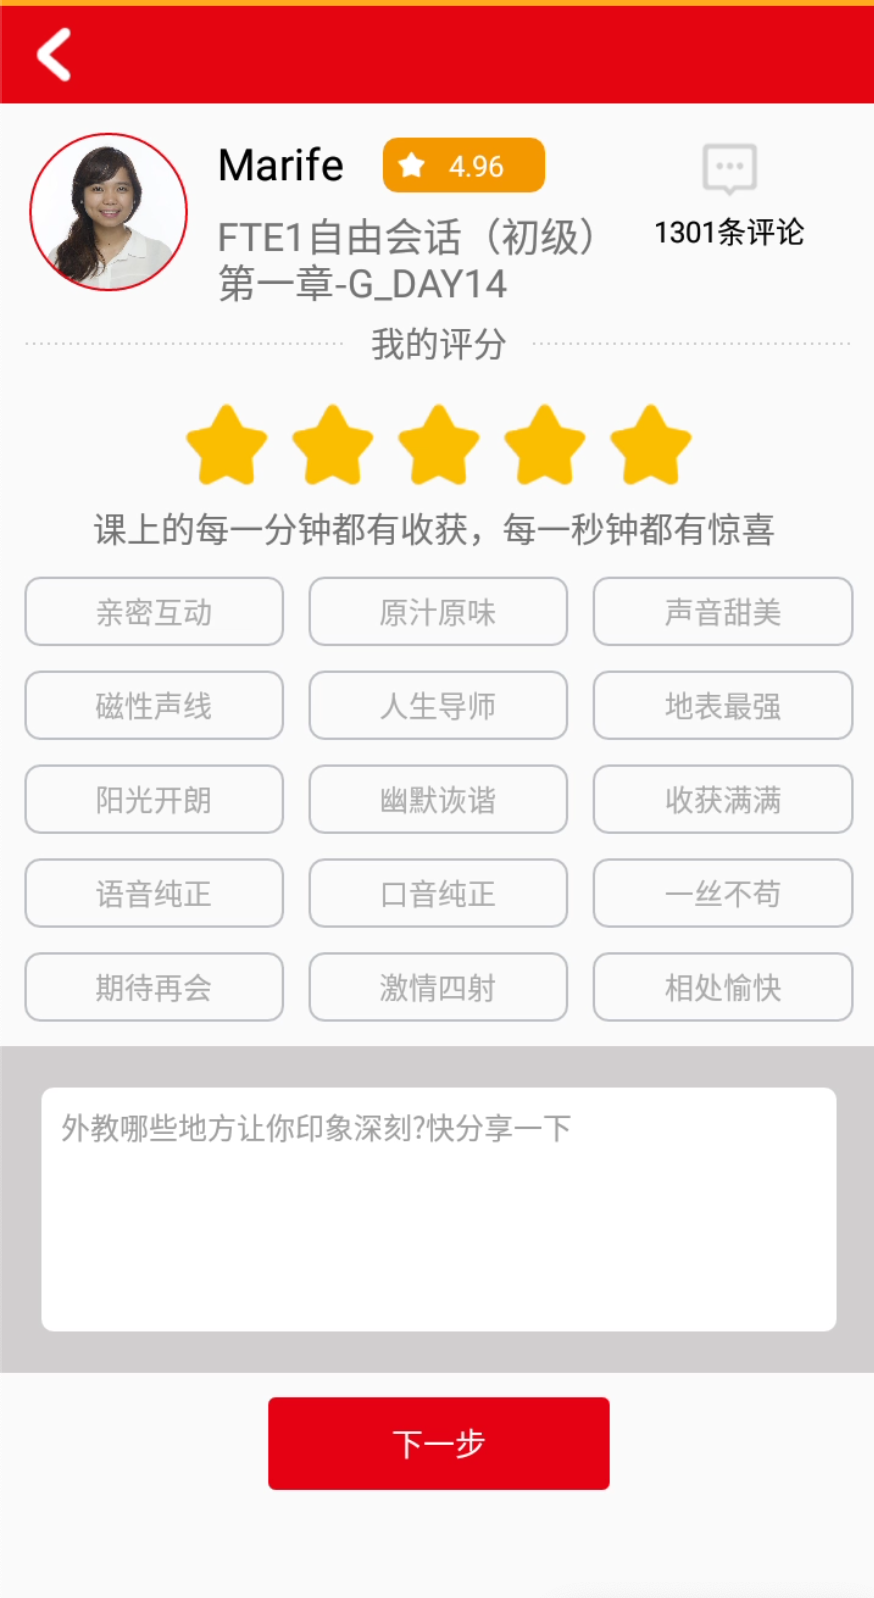 Marife
4.96
FTE1自由会话（初级）
第一章-G_DAY14
1301条评论
我的评分
课上的每一分钟都有收获，每一秒钟都有惊喜
亲密互动
原汁原味
声音甜美
磁性声线
人生导师
地表最强
阳光开朗
幽默诙谐
收获满满
语音纯正
口音纯正
一丝不苟
期待再会
激情四射
相处愉快
外教哪些地方让你印象深刻?快分享一下
下一步